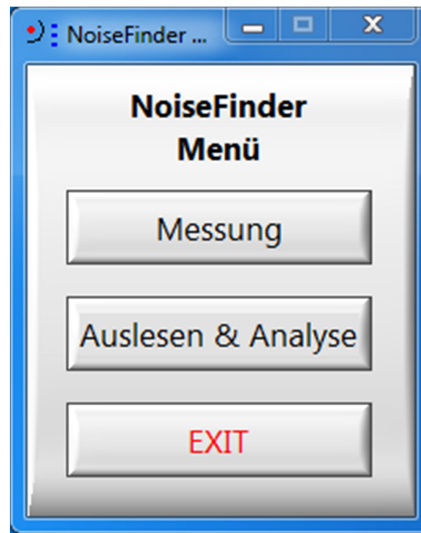 NoiseFinder ...
NoiseFinder
Menü
Messung
Auslesen & Analyse
EXIT